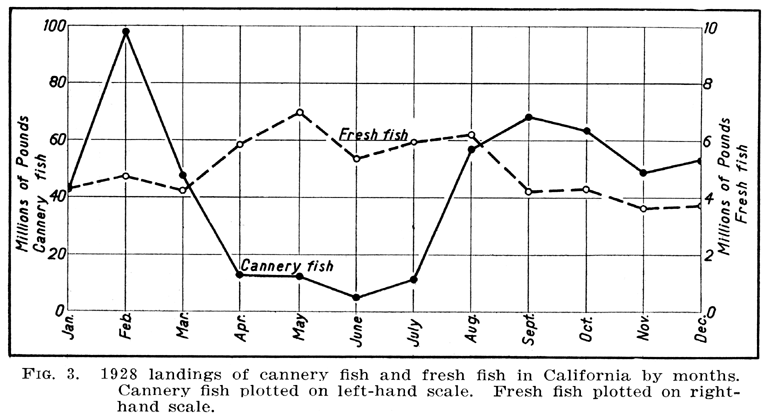 100
80
60
40
20
0
Millions of Pounds
Cannery fish
10
8
6
4
2
0
Millions of Pounds
Fresh fish
Fresh fish
Cannery fish
Jan.
Feb.
Mar.
Apr.
May
June
July
Aug.
Sept.
Oct.
Nov.
Dec.
FIG. 3. 1928 landings of cannery fish and fresh fish in California by months.
Cannery fish plotted on left-hand scale. Fresh fish plotted on right-
hand scale.